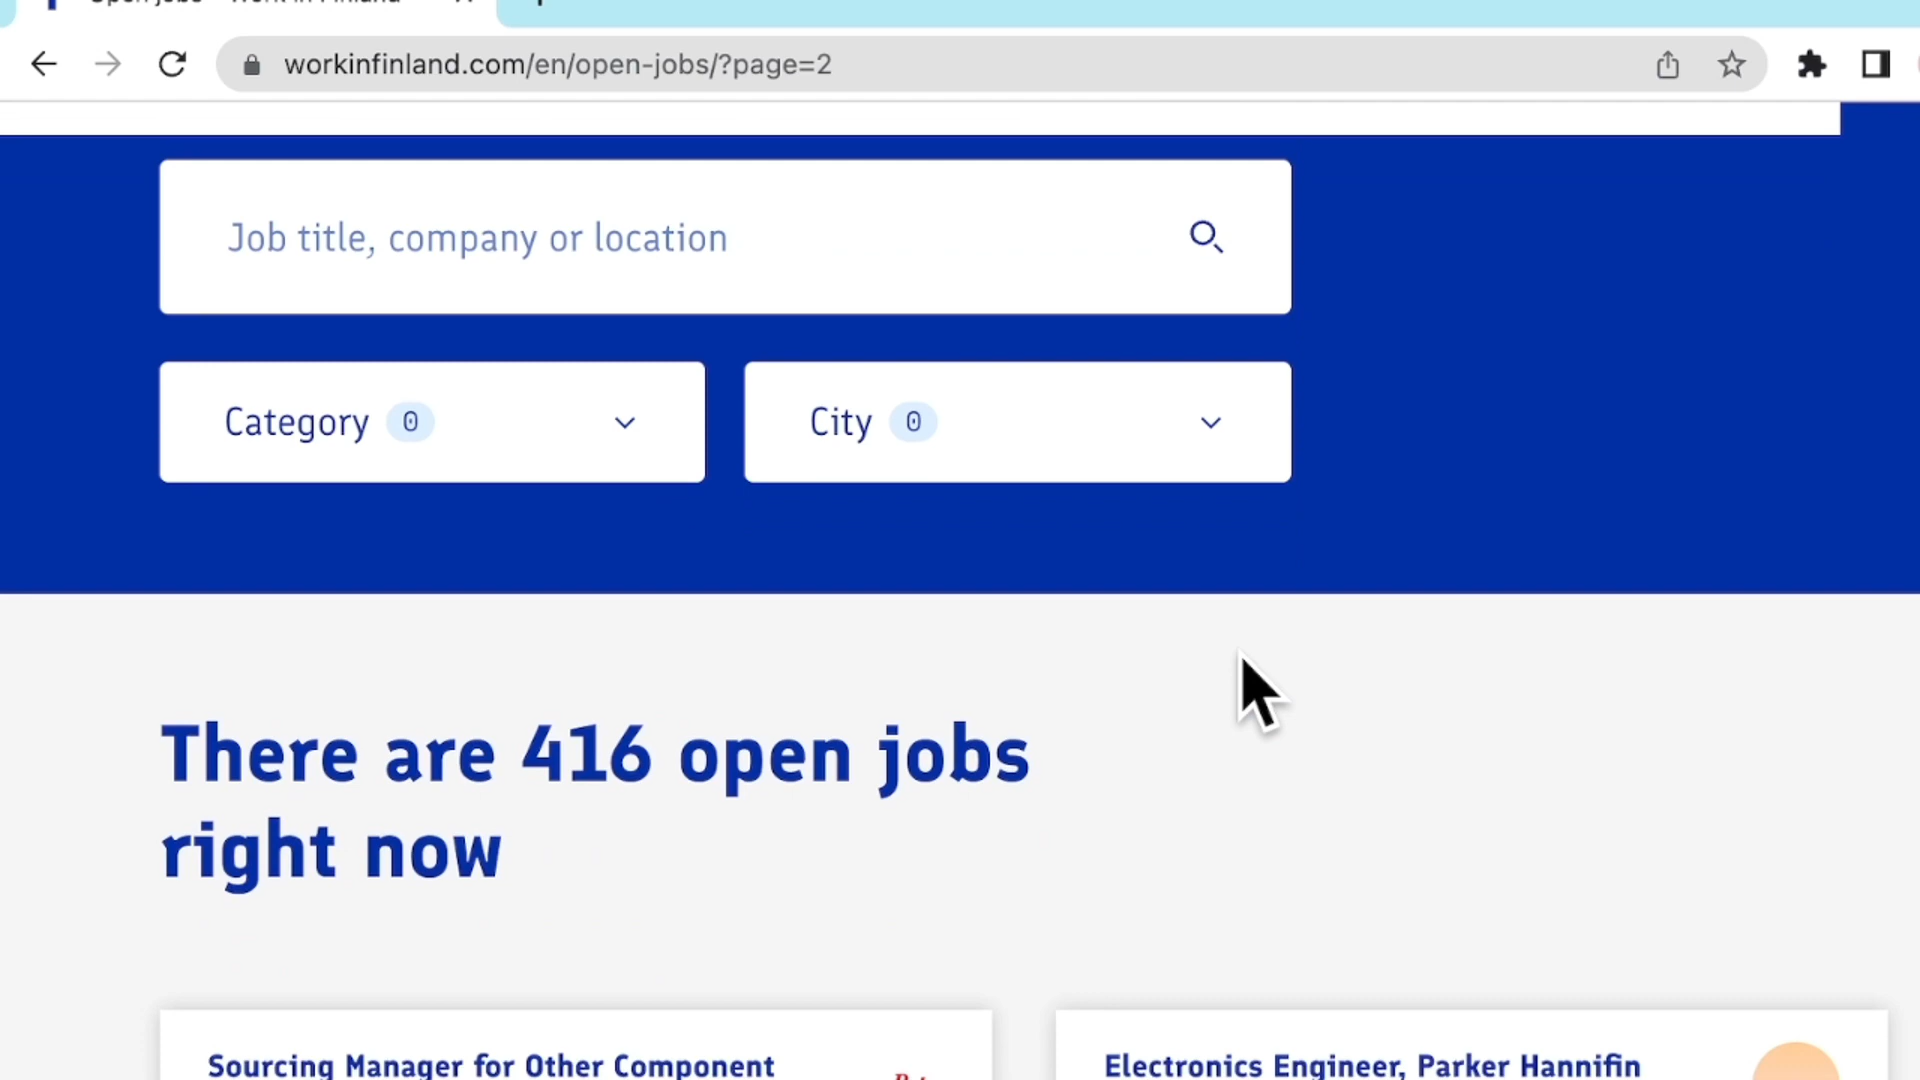 workinfinland.com/en/open-jobs/?page=2
Job title, company or location
Category 0
City 0
There are 416 open jobs
right now
Sourcing Manager for Other Component
Electronics Engineer, Parker Hannifin